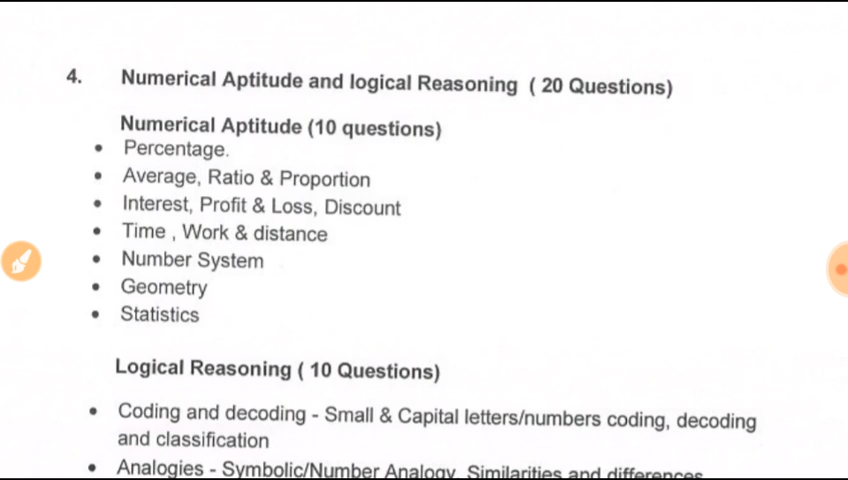 4. Numerical Aptitude and logical Reasoning ( 20 Questions)
Numerical Aptitude (10 questions)
• Percentage.
• Average, Ratio & Proportion
• Interest, Profit & Loss, Discount
• Time , Work & distance
• Number System
• Geometry
• Statistics
Logical Reasoning ( 10 Questions)
• Coding and decoding - Small & Capital letters/numbers coding, decoding
and classification
• Analogies - Symbolic/Number Analogy, Similarities and differences